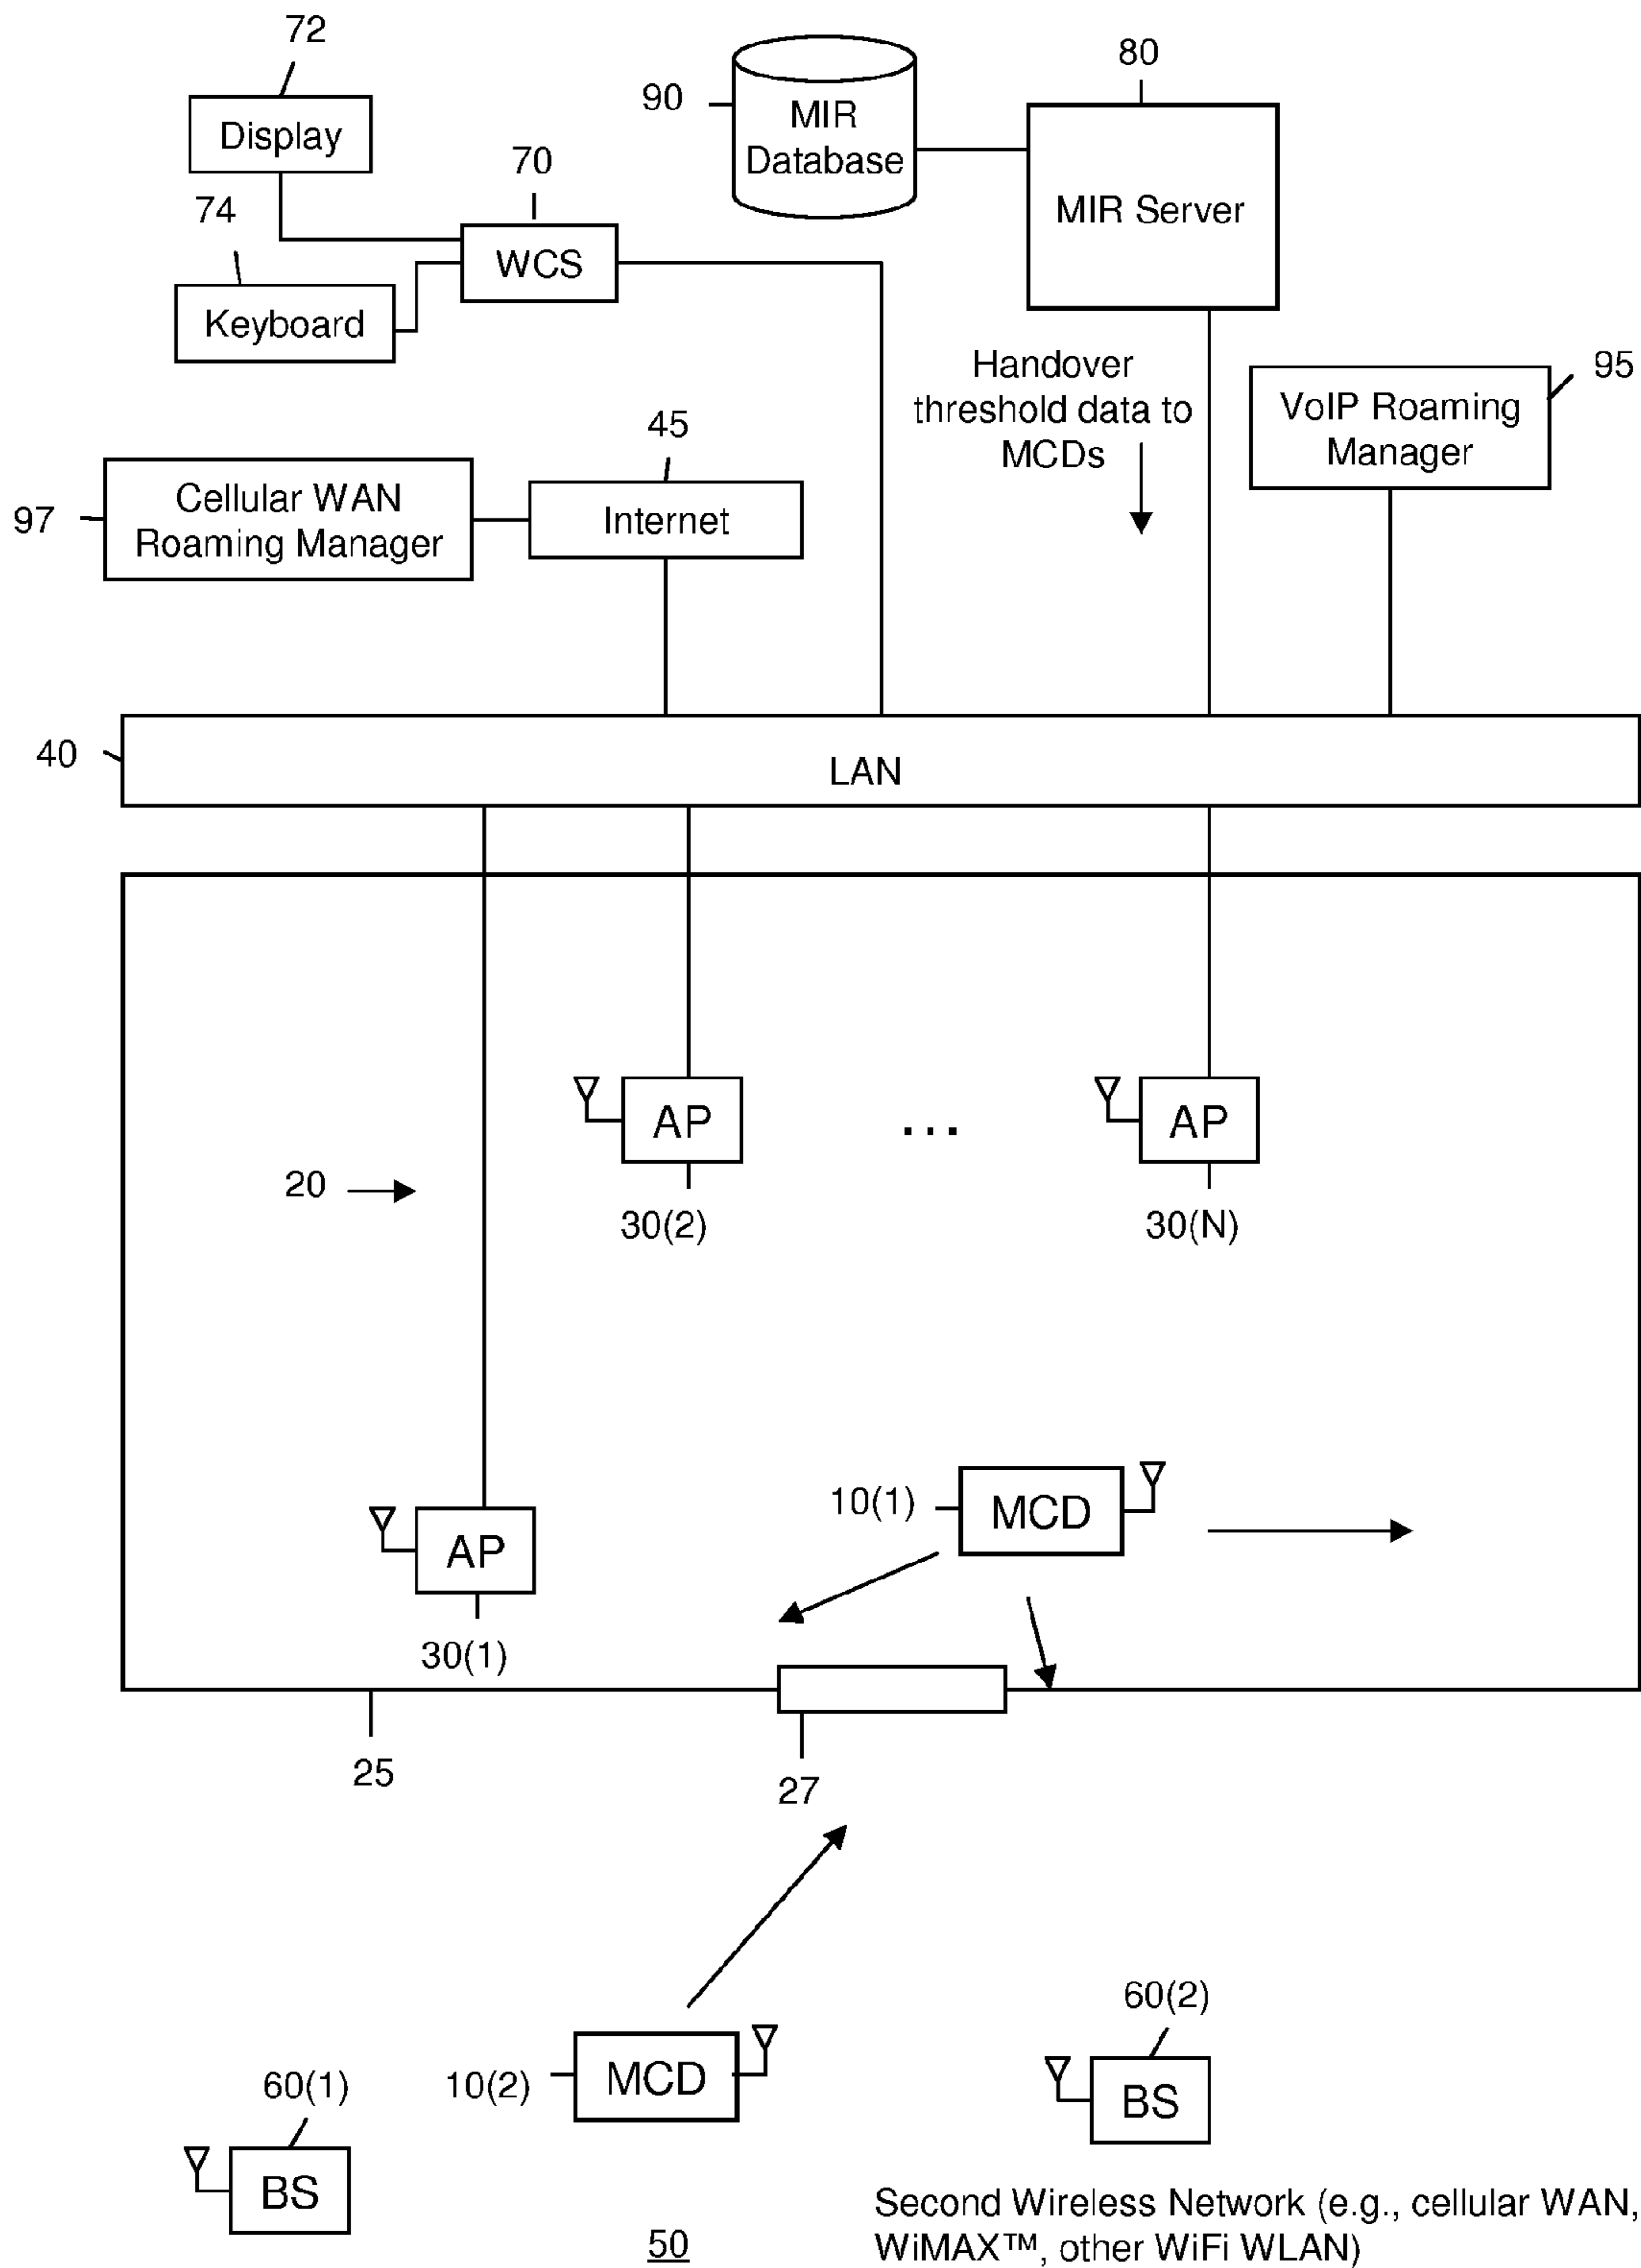 72
80
90
MIR
Database
Display
70
74
MIR Server
WCS
Keyboard
Handover
threshold data to
MCDs
95
VoIP Roaming
Manager
45
97
Cellular WAN
Roaming Manager
Internet
40
LAN
AP
...
AP
20
30(2)
30(N)
10(1)
MCD
AP
30(1)
25
27
60(2)
60(1)
10(2)
MCD
BS
BS
50
Second Wireless Network (e.g., cellular WAN,
WiMAX™, other WiFi WLAN)